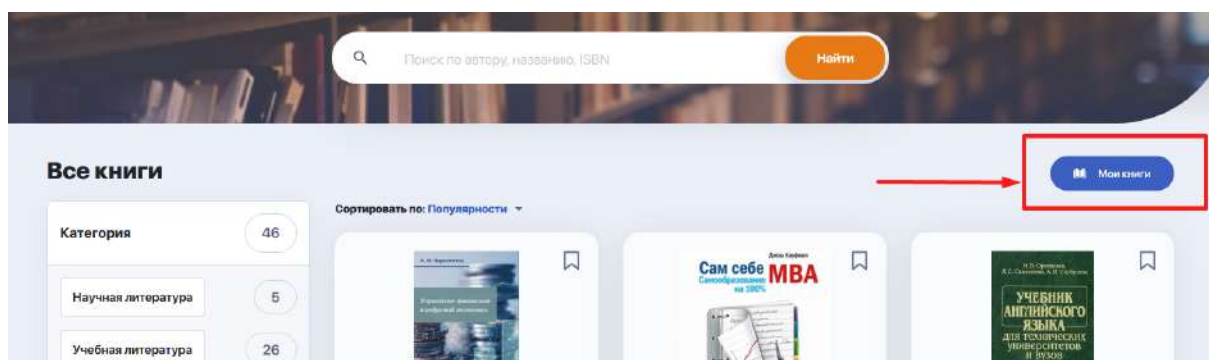 Поиск по автору, названию, ISBN
Найти
Все книги
Мои книги
Сортировать по: Популярности
Категория
46
Научная литература
5
Учебная литература
26
Джош Кауфман
Сам себе MBA
Самообразование
на 100%
УЧЕБНИК
АНГЛИЙСКОГО
ЯЗЫКА
ДЛЯ ТЕХНИЧЕСКИХ
УНИВЕРСИТЕТОВ
И ВУЗОВ